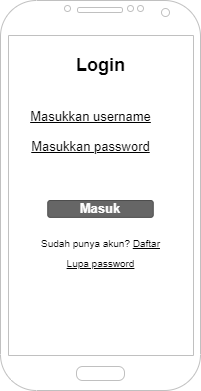 Login
Masukkan username
Masukkan password
Masuk
Sudah punya akun? Daftar
Lupa password